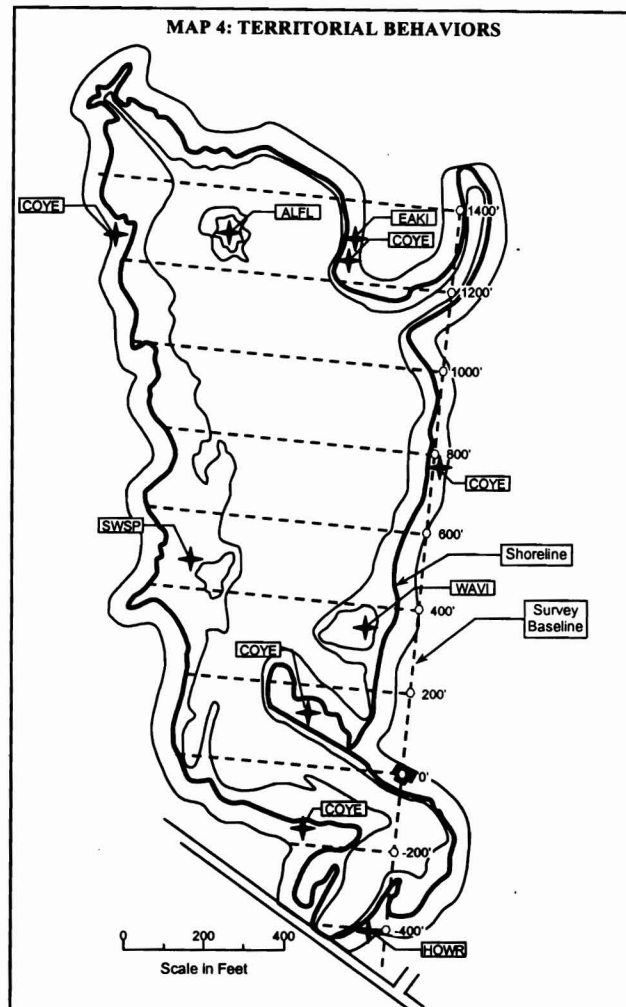 MAP 4: TERRITORIAL BEHAVIORS
COYE
ALFL
EAKI
COYE
1400'
1200'
1000'
800'
COYE
600'
SWSP
Shoreline
WAVI
400'
Survey
Baseline
COYE
200'
0'
COYE
-200'
-400'
HOWR
0 200 400
Scale in Feet